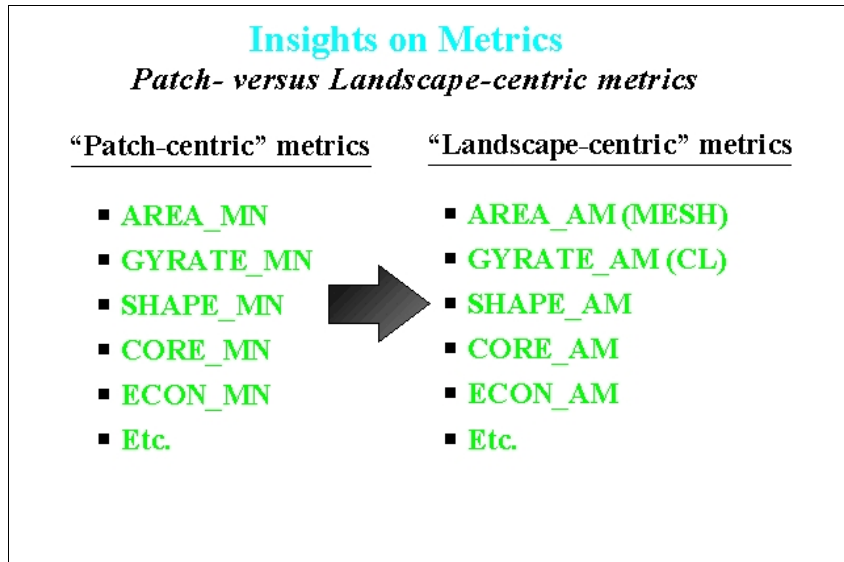 Insights on Metrics
Patch- versus Landscape-centric metrics
“Patch-centric” metrics
▪ AREA_MN
▪ GYRATE_MN
▪ SHAPE_MN
▪ CORE_MN
▪ ECON_MN
▪ Etc.
“Landscape-centric” metrics
▪ AREA_AM (MESH)
▪ GYRATE_AM (CL)
▪ SHAPE_AM
▪ CORE_AM
▪ ECON_AM
▪ Etc.